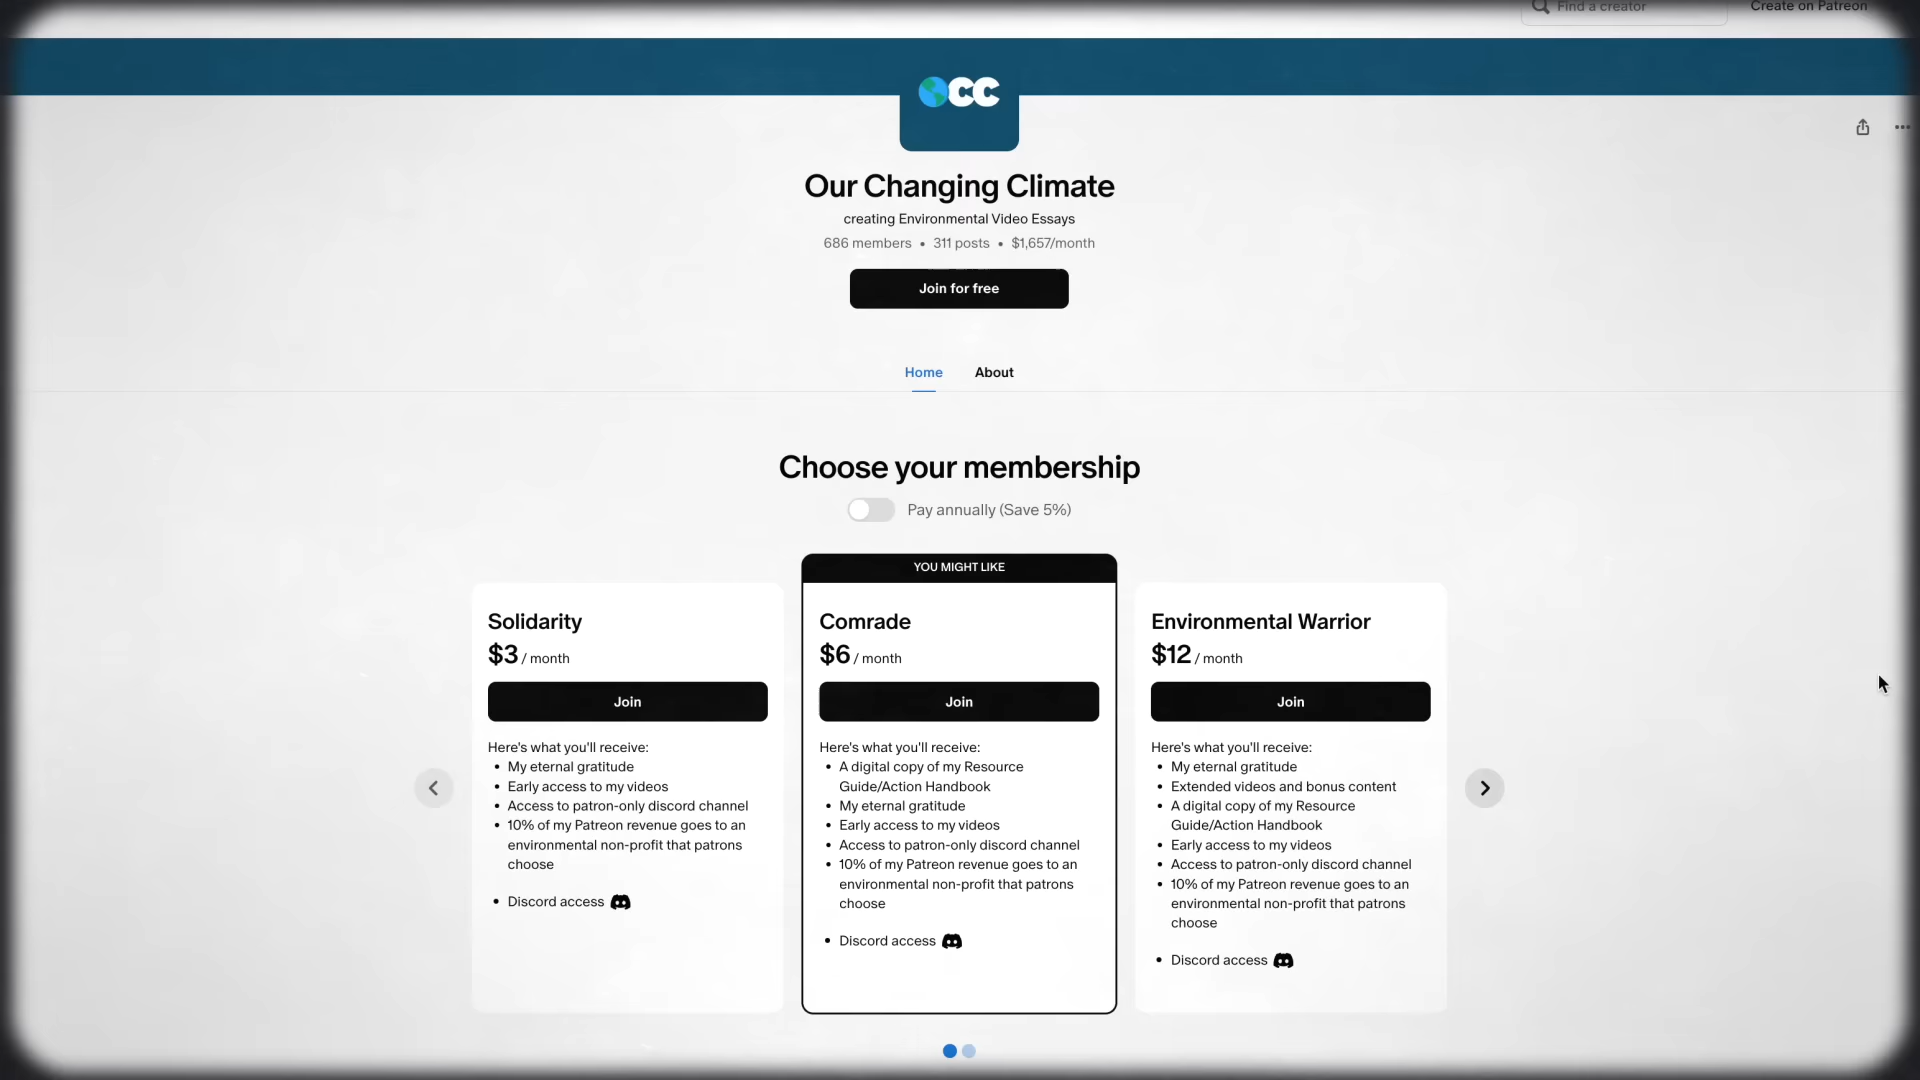 Find a creator
Create on Patreon
CC
Our Changing Climate
creating Environmental Video Essays
686 members • 311 posts • $1,657/month
Join for free
Home
About
Choose your membership
Pay annually (Save 5%)
Solidarity
$3 / month
Join
Here's what you'll receive:
• My eternal gratitude
• Early access to my videos
• Access to patron-only discord channel
• 10% of my Patreon revenue goes to an
environmental non-profit that patrons
choose
• Discord access
YOU MIGHT LIKE
Comrade
$6 / month
Join
Here's what you'll receive:
• A digital copy of my Resource
Guide/Action Handbook
• My eternal gratitude
• Early access to my videos
• Access to patron-only discord channel
• 10% of my Patreon revenue goes to an
environmental non-profit that patrons
choose
• Discord access
Environmental Warrior
$12 / month
Join
Here's what you'll receive:
• My eternal gratitude
• Extended videos and bonus content
• A digital copy of my Resource
Guide/Action Handbook
• Early access to my videos
• Access to patron-only discord channel
• 10% of my Patreon revenue goes to an
environmental non-profit that patrons
choose
• Discord access